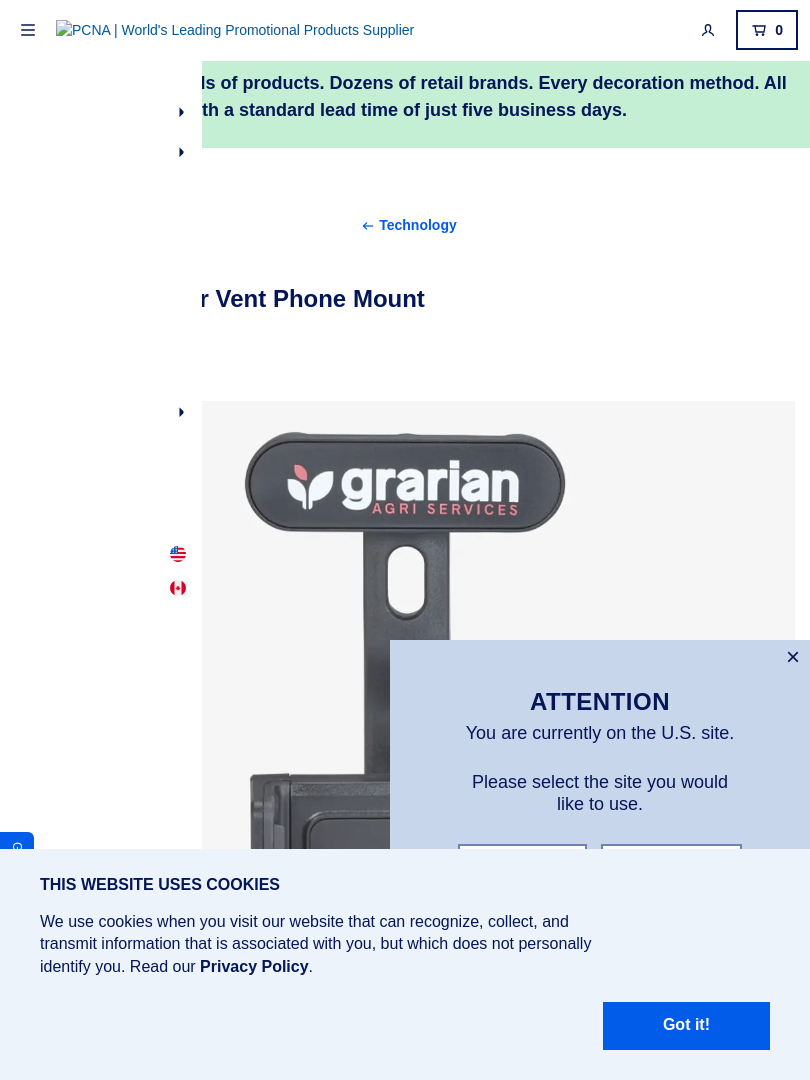 PCNA | World's Leading Promotional Products Supplier
0
of products. Dozens of retail brands. Every decoration method. All
a standard lead time of just five business days.
← Technology
Vent Phone Mount
grarian
AGRI SERVICES
×
ATTENTION
You are currently on the U.S. site.
Please select the site you would
like to use.
THIS WEBSITE USES COOKIES
We use cookies when you visit our website that can recognize, collect, and
transmit information that is associated with you, but which does not personally
identify you. Read our Privacy Policy.
Got it!